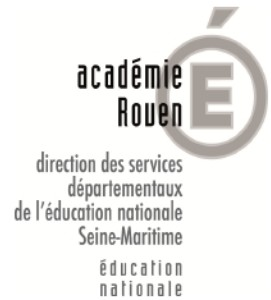 académie
Rouen
É
direction des services
départementaux
de l'éducation nationale
Seine-Maritime
éducation
nationale